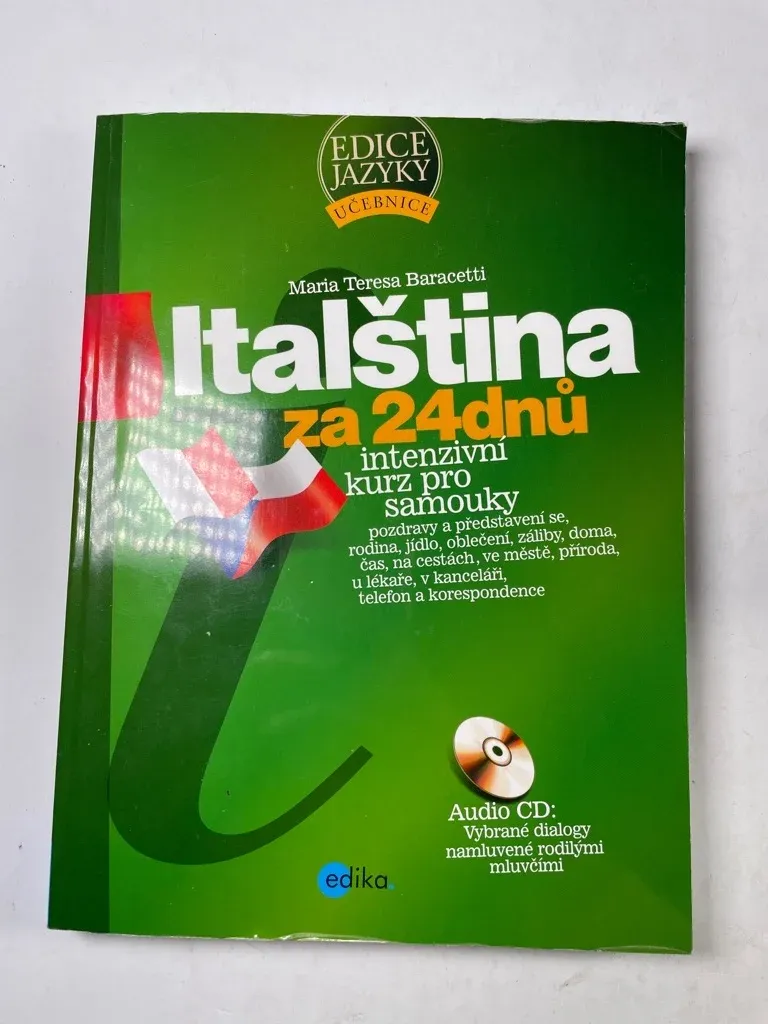 EDICE
JAZYKY
UČEBNICE
Maria Teresa Baracetti
Italština
za 24dnů
intenzivní
kurz pro
samouky
pozdravy a představení se,
rodina, jídlo, oblečení, záliby, doma,
čas, na cestách, ve městě, příroda,
u lékaře, v kanceláři,
telefon a korespondence
Audio CD:
Vybrané dialogy
namluvené rodilými
mluvčími
edika.